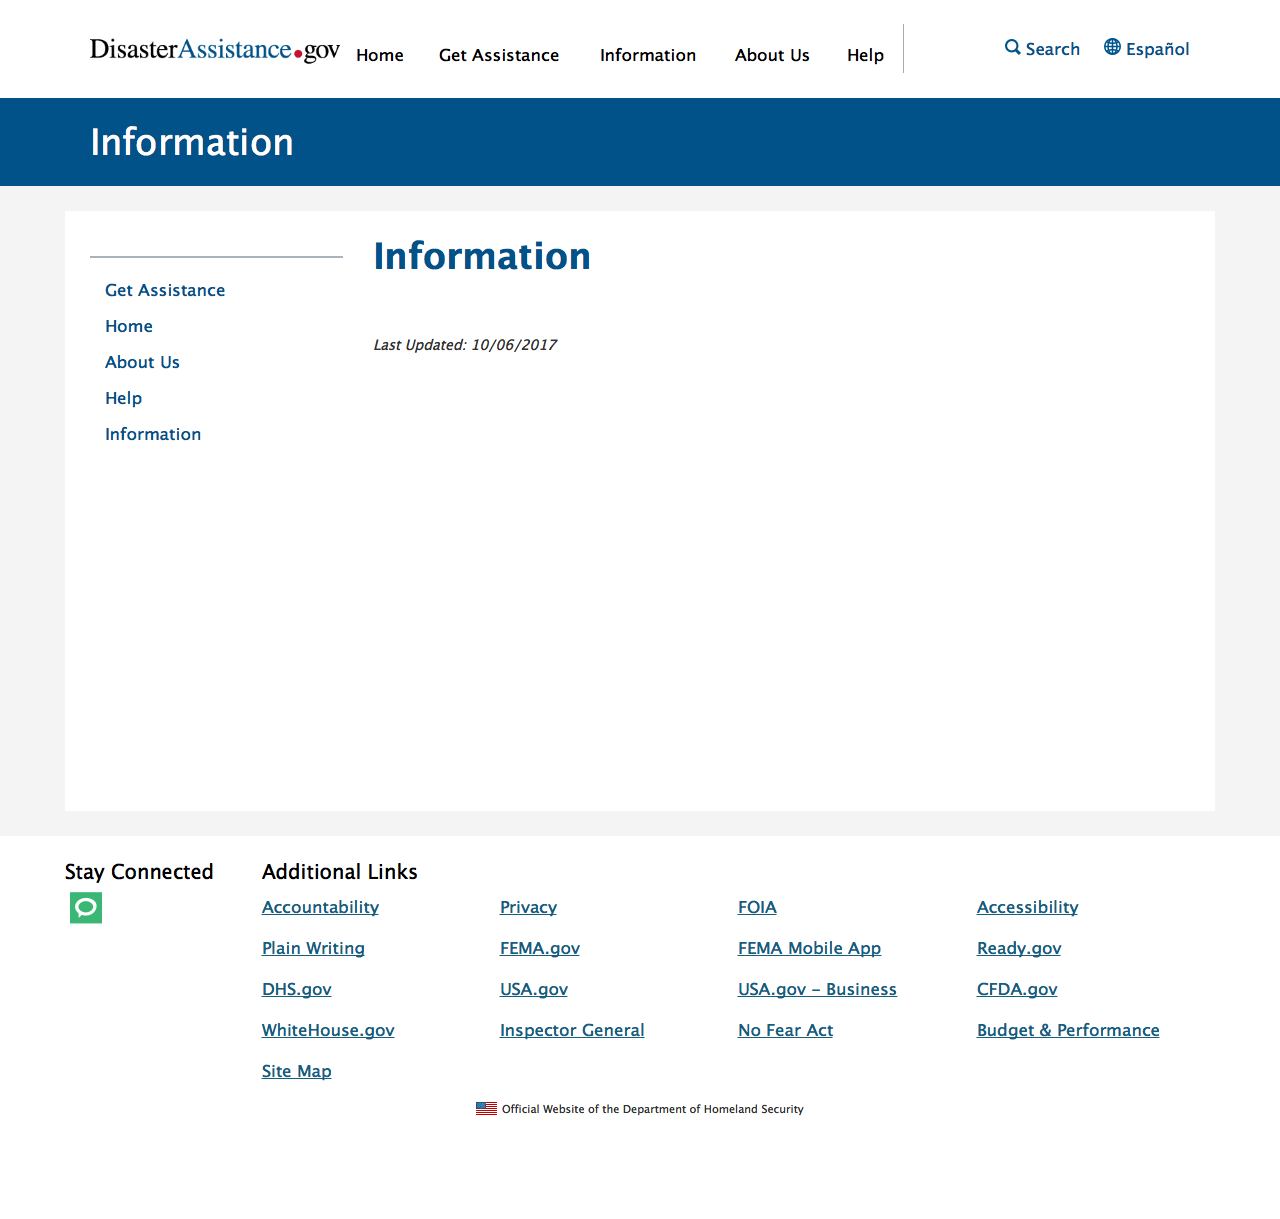 DisasterAssistance.gov Home Get Assistance Information About Us Help Search Español
Information
Information
Get Assistance
Home
Last Updated: 10/06/2017
About Us
Help
Information
Stay Connected Additional Links
Accountability Privacy FOIA Accessibility
Plain Writing FEMA.gov FEMA Mobile App Ready.gov
DHS.gov USA.gov USA.gov – Business CFDA.gov
WhiteHouse.gov Inspector General No Fear Act Budget & Performance
Site Map
Official Website of the Department of Homeland Security